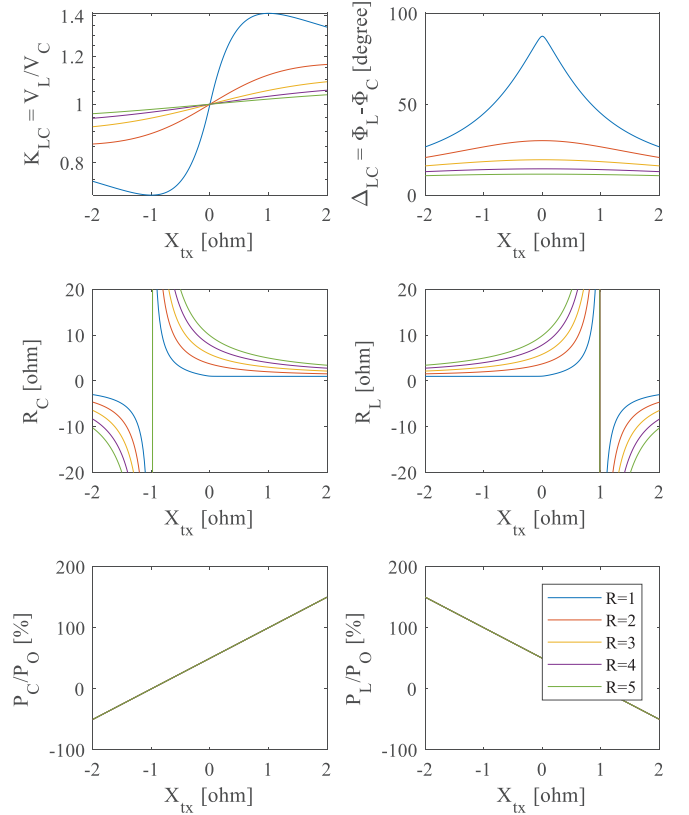 K_LC = V_L/V_C
1.4
1.2
1
0.8
-2 -1 0 1 2
X_tx [ohm]
Δ_LC = Φ_L -Φ_C [degree]
100
50
0
-2 -1 0 1 2
X_tx [ohm]
R_C [ohm]
20
10
0
-10
-20
-2 -1 0 1 2
X_tx [ohm]
R_L [ohm]
20
10
0
-10
-20
-2 -1 0 1 2
X_tx [ohm]
P_C/P_O [%]
200
100
0
-100
-2 -1 0 1 2
X_tx [ohm]
P_L/P_O [%]
200
100
0
-100
-2 -1 0 1 2
X_tx [ohm]
R=1
R=2
R=3
R=4
R=5